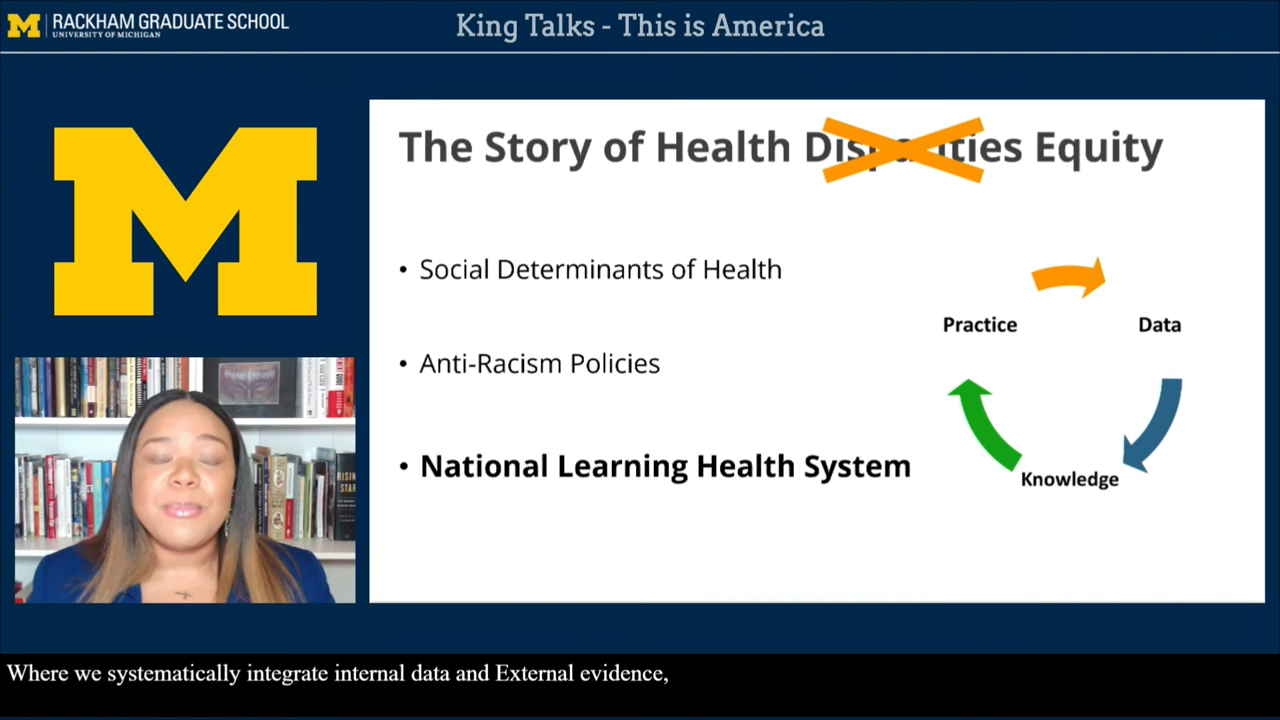 RACKHAM GRADUATE SCHOOL
UNIVERSITY OF MICHIGAN
King Talks - This is America
The Story of Health Disparities Equity
• Social Determinants of Health
• Anti-Racism Policies
• National Learning Health System
Practice
Data
Knowledge
RISING
STAR
Where we systematically integrate internal data and External evidence,